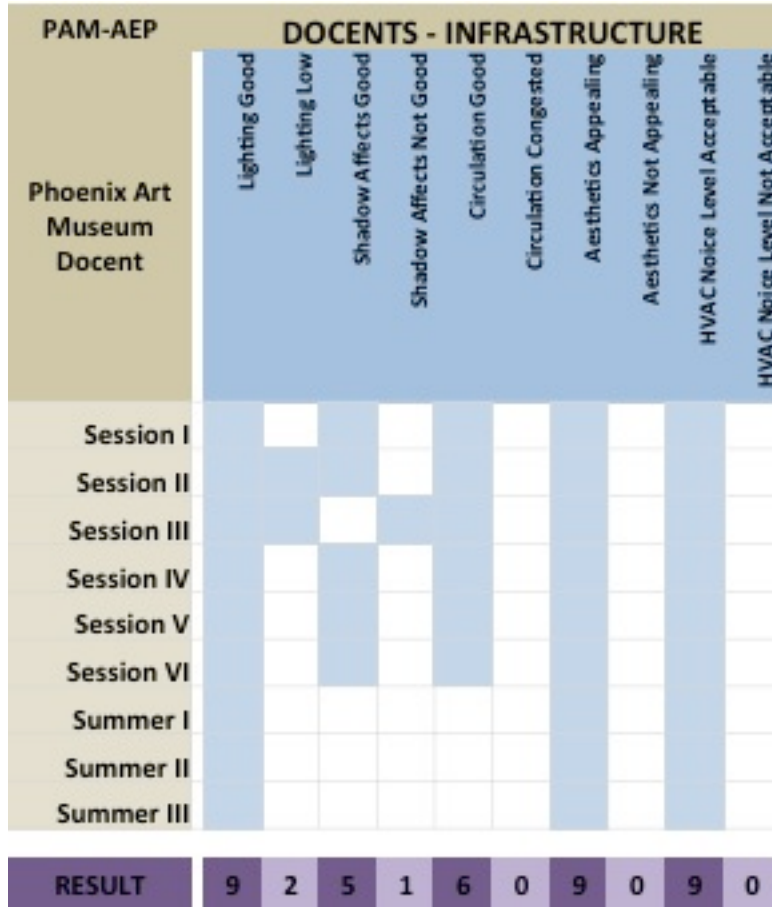 PAM-AEP
DOCENTS - INFRASTRUCTURE
Phoenix Art
Museum
Docent
Lighting Good
Lighting Low
Shadow Affects Good
Shadow Affects Not Good
Circulation Good
Circulation Congested
Aesthetics Appealing
Aesthetics Not Appealing
HVAC Noice Level Acceptable
HVAC Noice Level Not Acceptable
Session I
Session II
Session III
Session IV
Session V
Session VI
Summer I
Summer II
Summer III
RESULT 9 2 5 1 6 0 9 0 9 0